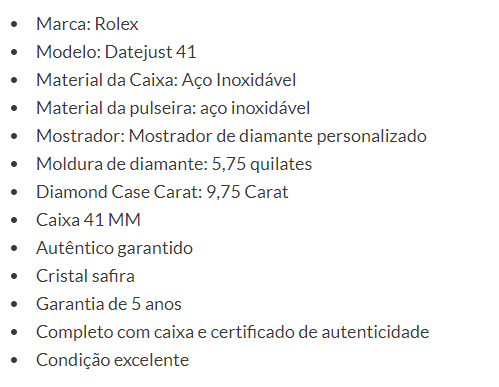 • Marca: Rolex
• Modelo: Datejust 41
• Material da Caixa: Aço Inoxidável
• Material da pulseira: aço inoxidável
• Mostrador: Mostrador de diamante personalizado
• Moldura de diamante: 5,75 quilates
• Diamond Case Carat: 9,75 Carat
• Caixa 41 MM
• Autêntico garantido
• Cristal safira
• Garantia de 5 anos
• Completo com caixa e certificado de autenticidade
• Condição excelente